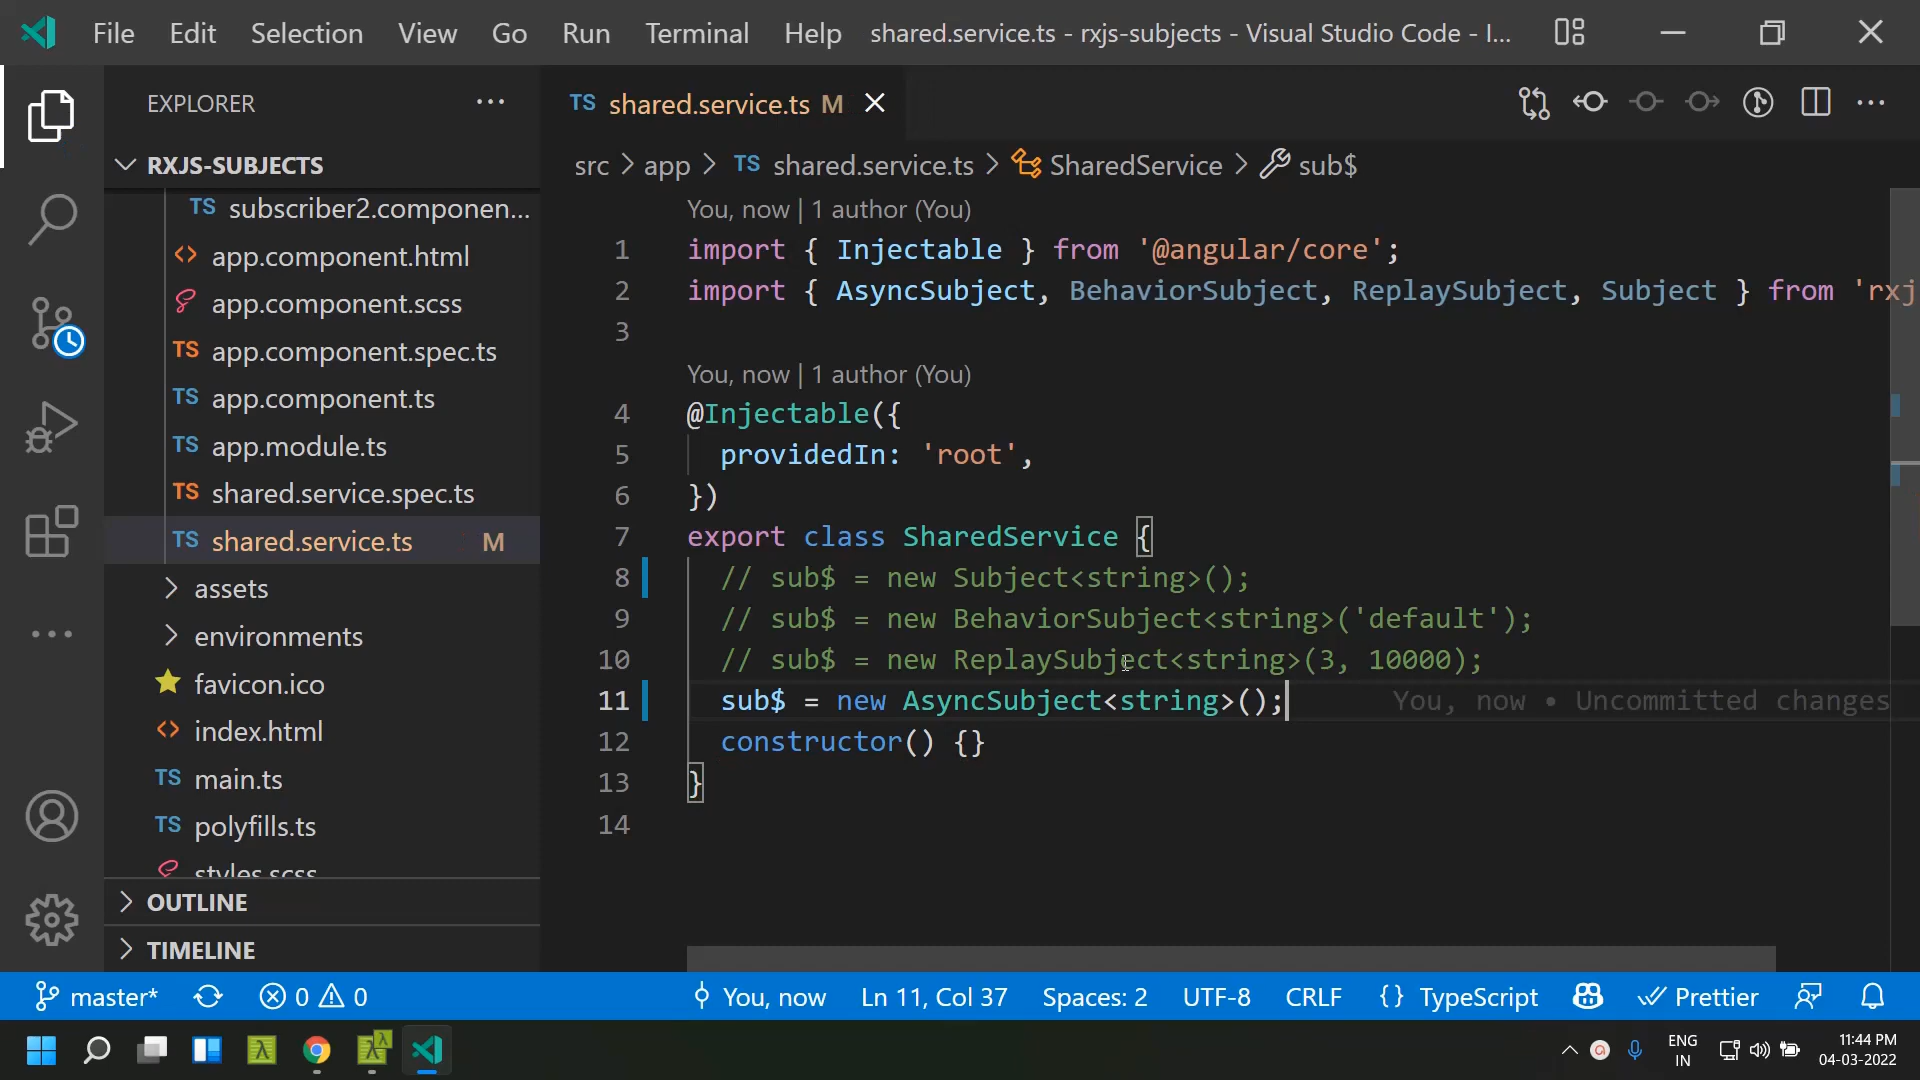 File Edit Selection View Go Run Terminal Help shared.service.ts - rxjs-subjects - Visual Studio Code - I...
EXPLORER
RXJS-SUBJECTS
TS subscriber2.componen...
app.component.html
app.component.scss
TS app.component.spec.ts
TS app.component.ts
TS app.module.ts
TS shared.service.spec.ts
TS shared.service.ts M
assets
environments
favicon.ico
index.html
TS main.ts
TS polyfills.ts
styles.scss
OUTLINE
TIMELINE
TS shared.service.ts M
src > app > TS shared.service.ts > SharedService > sub$
You, now | 1 author (You)
1 import { Injectable } from '@angular/core';
2 import { AsyncSubject, BehaviorSubject, ReplaySubject, Subject } from 'rxj
3
You, now | 1 author (You)
4 @Injectable({
5 providedIn: 'root',
6 })
7 export class SharedService {
8 // sub$ = new Subject<string>();
9 // sub$ = new BehaviorSubject<string>('default');
10 // sub$ = new ReplaySubject<string>(3, 10000);
11 sub$ = new AsyncSubject<string>(); You, now • Uncommitted changes
12 constructor() {}
13 }
14
master* 0 0 You, now Ln 11, Col 37 Spaces: 2 UTF-8 CRLF {} TypeScript Prettier
ENG
IN
11:44 PM
04-03-2022